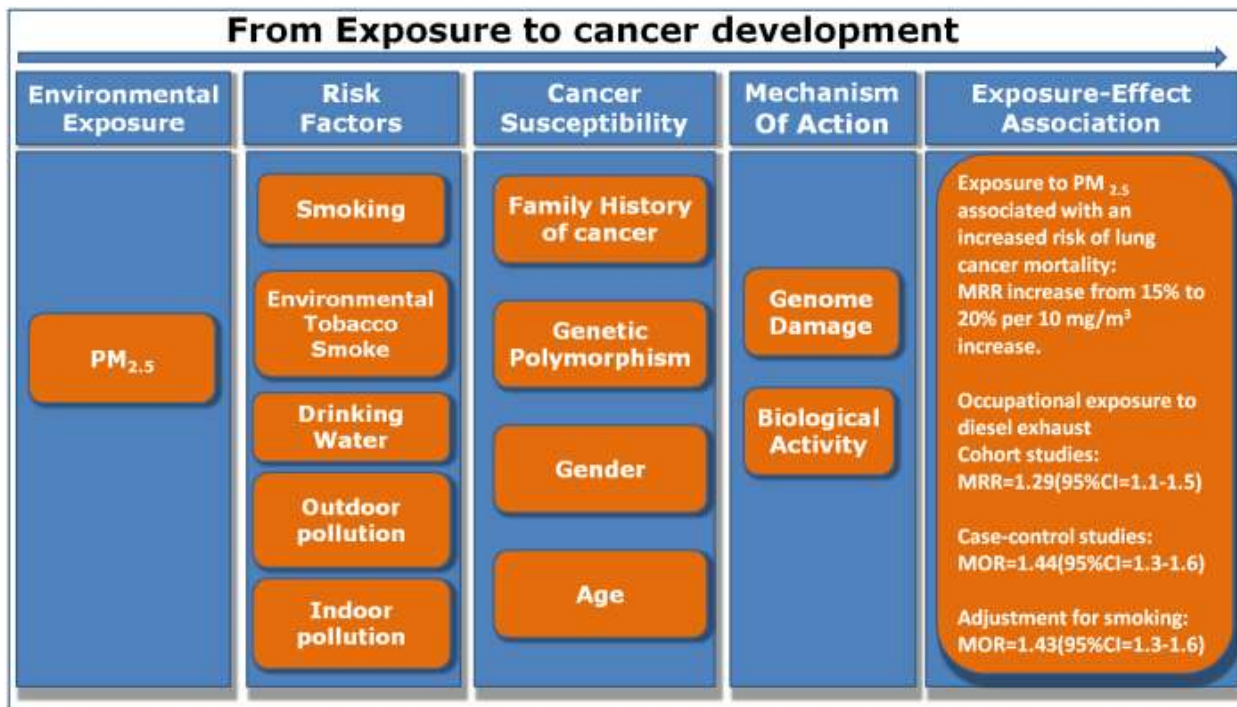 From Exposure to cancer development
Environmental
Exposure
Risk
Factors
Cancer
Susceptibility
Mechanism
Of Action
Exposure-Effect
Association
PM2.5
Smoking
Environmental
Tobacco
Smoke
Drinking
Water
Outdoor
pollution
Indoor
pollution
Family History
of cancer
Genetic
Polymorphism
Gender
Age
Genome
Damage
Biological
Activity
Exposure to PM 2.5
associated with an
increased risk of lung
cancer mortality:
MRR increase from 15% to
20% per 10 mg/m³
increase.
Occupational exposure to
diesel exhaust
Cohort studies:
MRR=1.29(95%CI=1.1-1.5)
Case-control studies:
MOR=1.44(95%CI=1.3-1.6)
Adjustment for smoking:
MOR=1.43(95%CI=1.3-1.6)